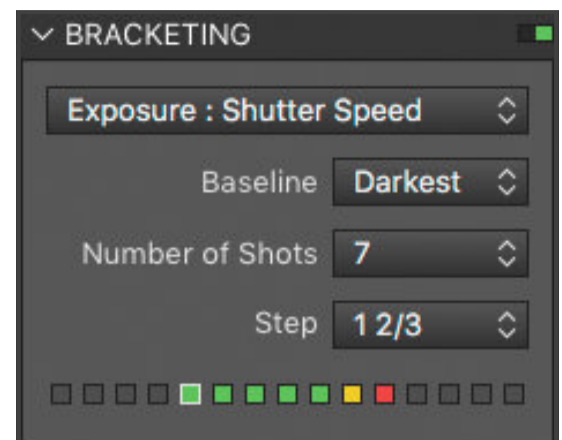 BRACKETING
Exposure : Shutter Speed
Baseline Darkest
Number of Shots 7
Step 1 2/3